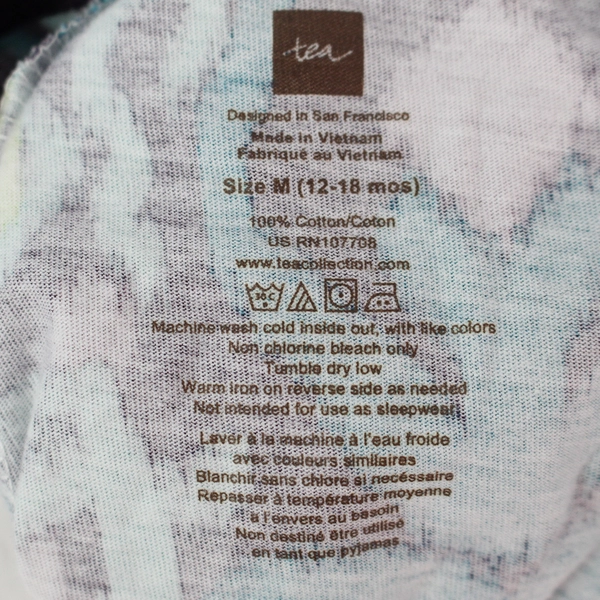 tea
Designed in San Francisco
Made in Vietnam
Fabriqué au Vietnam
Size M (12-18 mos)
100% Cotton/Coton
US RN107708
www.teacollection.com
30 C
Machine wash cold inside out, with like colors
Non chlorine bleach only
Tumble dry low
Warm iron on reverse side as needed
Not intended for use as sleepwear
Laver à la machine à l'eau froide
avec couleurs similaires
Blanchir sans chlore si necéssaire
Repasser à température moyenne
à l'envers au besoin
Non destiné être utilisé
en tant que pyjamas